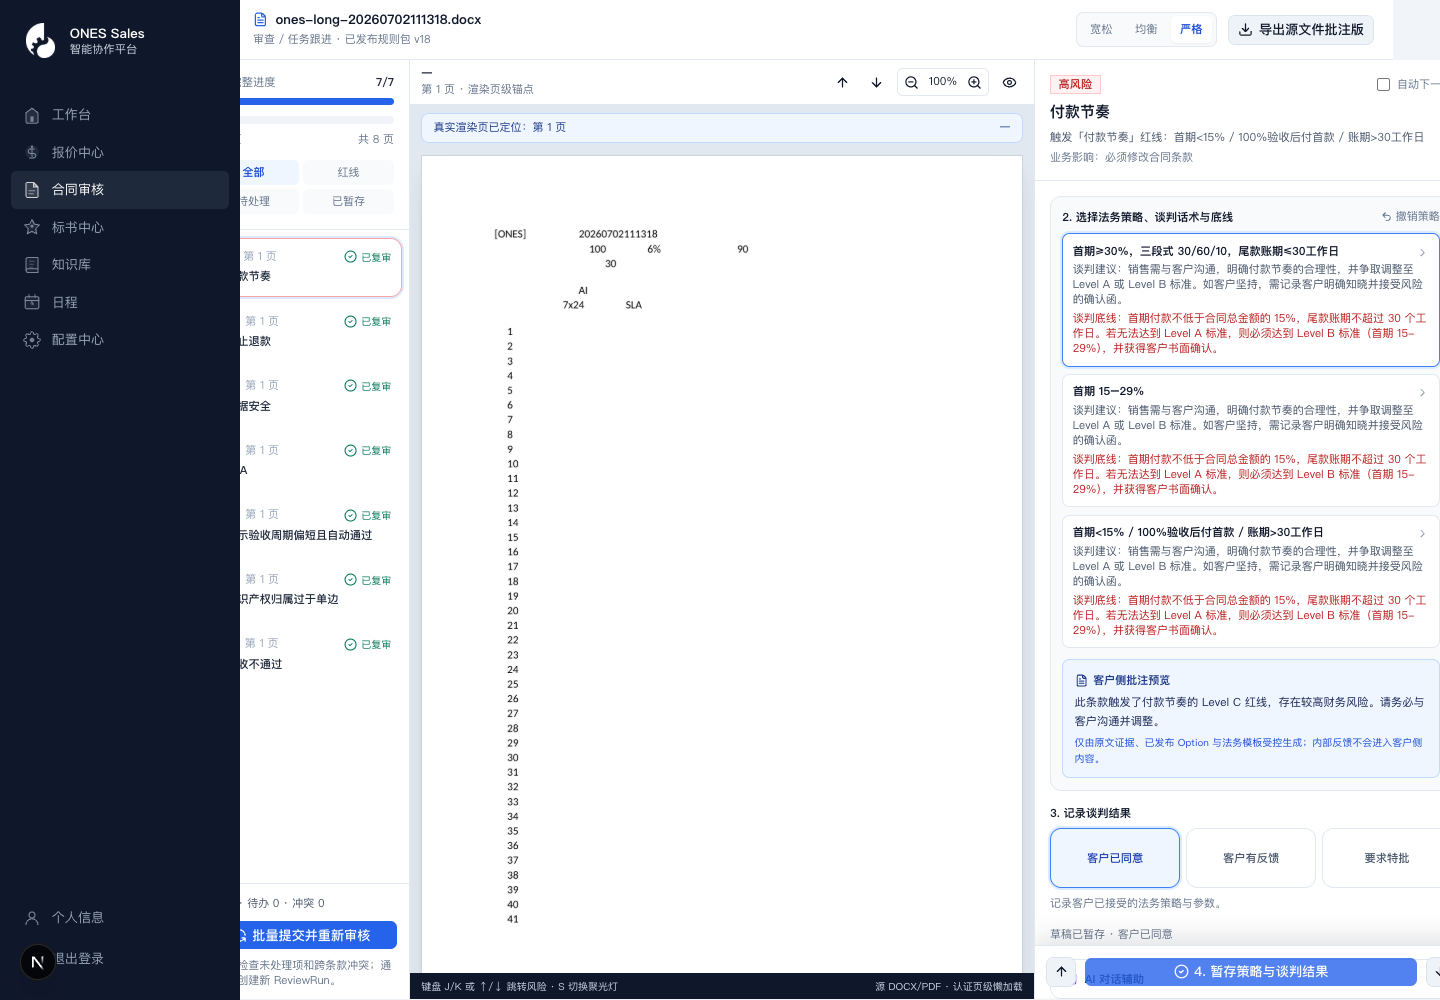 ONES Sales
智能协作平台
工作台
报价中心
合同审核
标书中心
知识库
日程
配置中心
个人信息
退出登录
N
ones-long-20260702111318.docx
审查 / 任务跟进 · 已发布规则包 v18
宽松
均衡
严格
导出源文件批注版
整进度
7/7
共 8 页
全部
红线
待处理
已暂存
第 1 页
已复审
款节奏
第 1 页
已复审
止退款
第 1 页
已复审
据安全
第 1 页
已复审
A
第 1 页
已复审
示验收周期偏短且自动通过
第 1 页
已复审
识产权归属过于单边
第 1 页
已复审
收不通过
· 待办 0 · 冲突 0
批量提交并重新审核
检查未处理项和跨条款冲突；通
创建新 ReviewRun。
—
第 1 页 · 渲染页级锚点
100%
真实渲染页已定位：第 1 页
[ONES] 20260702111318
100 6% 90
30
AI
7x24 SLA
1
2
3
4
5
6
7
8
9
10
11
12
13
14
15
16
17
18
19
20
21
22
23
24
25
26
27
28
29
30
31
32
33
34
35
36
37
38
39
40
41
键盘 J/K 或 ↑/↓ 跳转风险 · S 切换聚光灯
源 DOCX/PDF · 认证页级懒加载
高风险
自动下一
付款节奏
触发「付款节奏」红线：首期<15% / 100%验收后付首款 / 账期>30工作日
业务影响：必须修改合同条款
2. 选择法务策略、谈判话术与底线
撤销策略
首期≥30%，三段式 30/60/10，尾款账期≤30工作日
谈判建议：销售需与客户沟通，明确付款节奏的合理性，并争取调整至
Level A 或 Level B 标准。如客户坚持，需记录客户明确知晓并接受风险
的确认函。
谈判底线：首期付款不低于合同总金额的 15%，尾款账期不超过 30 个工
作日。若无法达到 Level A 标准，则必须达到 Level B 标准（首期 15–
29%），并获得客户书面确认。
首期 15—29%
谈判建议：销售需与客户沟通，明确付款节奏的合理性，并争取调整至
Level A 或 Level B 标准。如客户坚持，需记录客户明确知晓并接受风险
的确认函。
谈判底线：首期付款不低于合同总金额的 15%，尾款账期不超过 30 个工
作日。若无法达到 Level A 标准，则必须达到 Level B 标准（首期 15–
29%），并获得客户书面确认。
首期<15% / 100%验收后付首款 / 账期>30工作日
谈判建议：销售需与客户沟通，明确付款节奏的合理性，并争取调整至
Level A 或 Level B 标准。如客户坚持，需记录客户明确知晓并接受风险
的确认函。
谈判底线：首期付款不低于合同总金额的 15%，尾款账期不超过 30 个工
作日。若无法达到 Level A 标准，则必须达到 Level B 标准（首期 15–
29%），并获得客户书面确认。
客户侧批注预览
此条款触发了付款节奏的 Level C 红线，存在较高财务风险。请务必与
客户沟通并调整。
仅由原文证据、已发布 Option 与法务模板受控生成；内部反馈不会进入客户侧
内容。
3. 记录谈判结果
客户已同意
客户有反馈
要求特批
记录客户已接受的法务策略与参数。
草稿已暂存 · 客户已同意
4. 暂存策略与谈判结果
AI 对话辅助